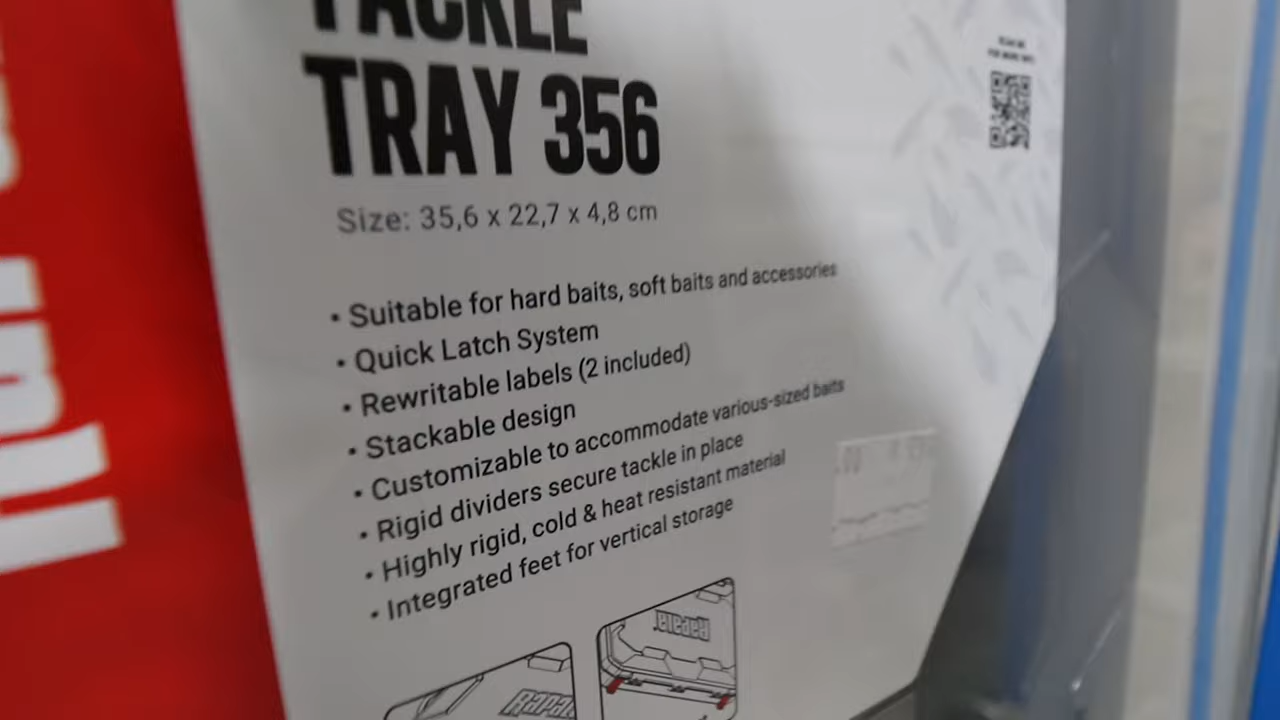 TACKLE
TRAY 356
Size: 35,6 x 22,7 x 4,8 cm
• Suitable for hard baits, soft baits and accessories
• Quick Latch System
• Rewritable labels (2 included)
• Stackable design
• Customizable to accommodate various-sized baits
• Rigid dividers secure tackle in place
• Highly rigid, cold & heat resistant material
• Integrated feet for vertical storage
Rapala
Rapala